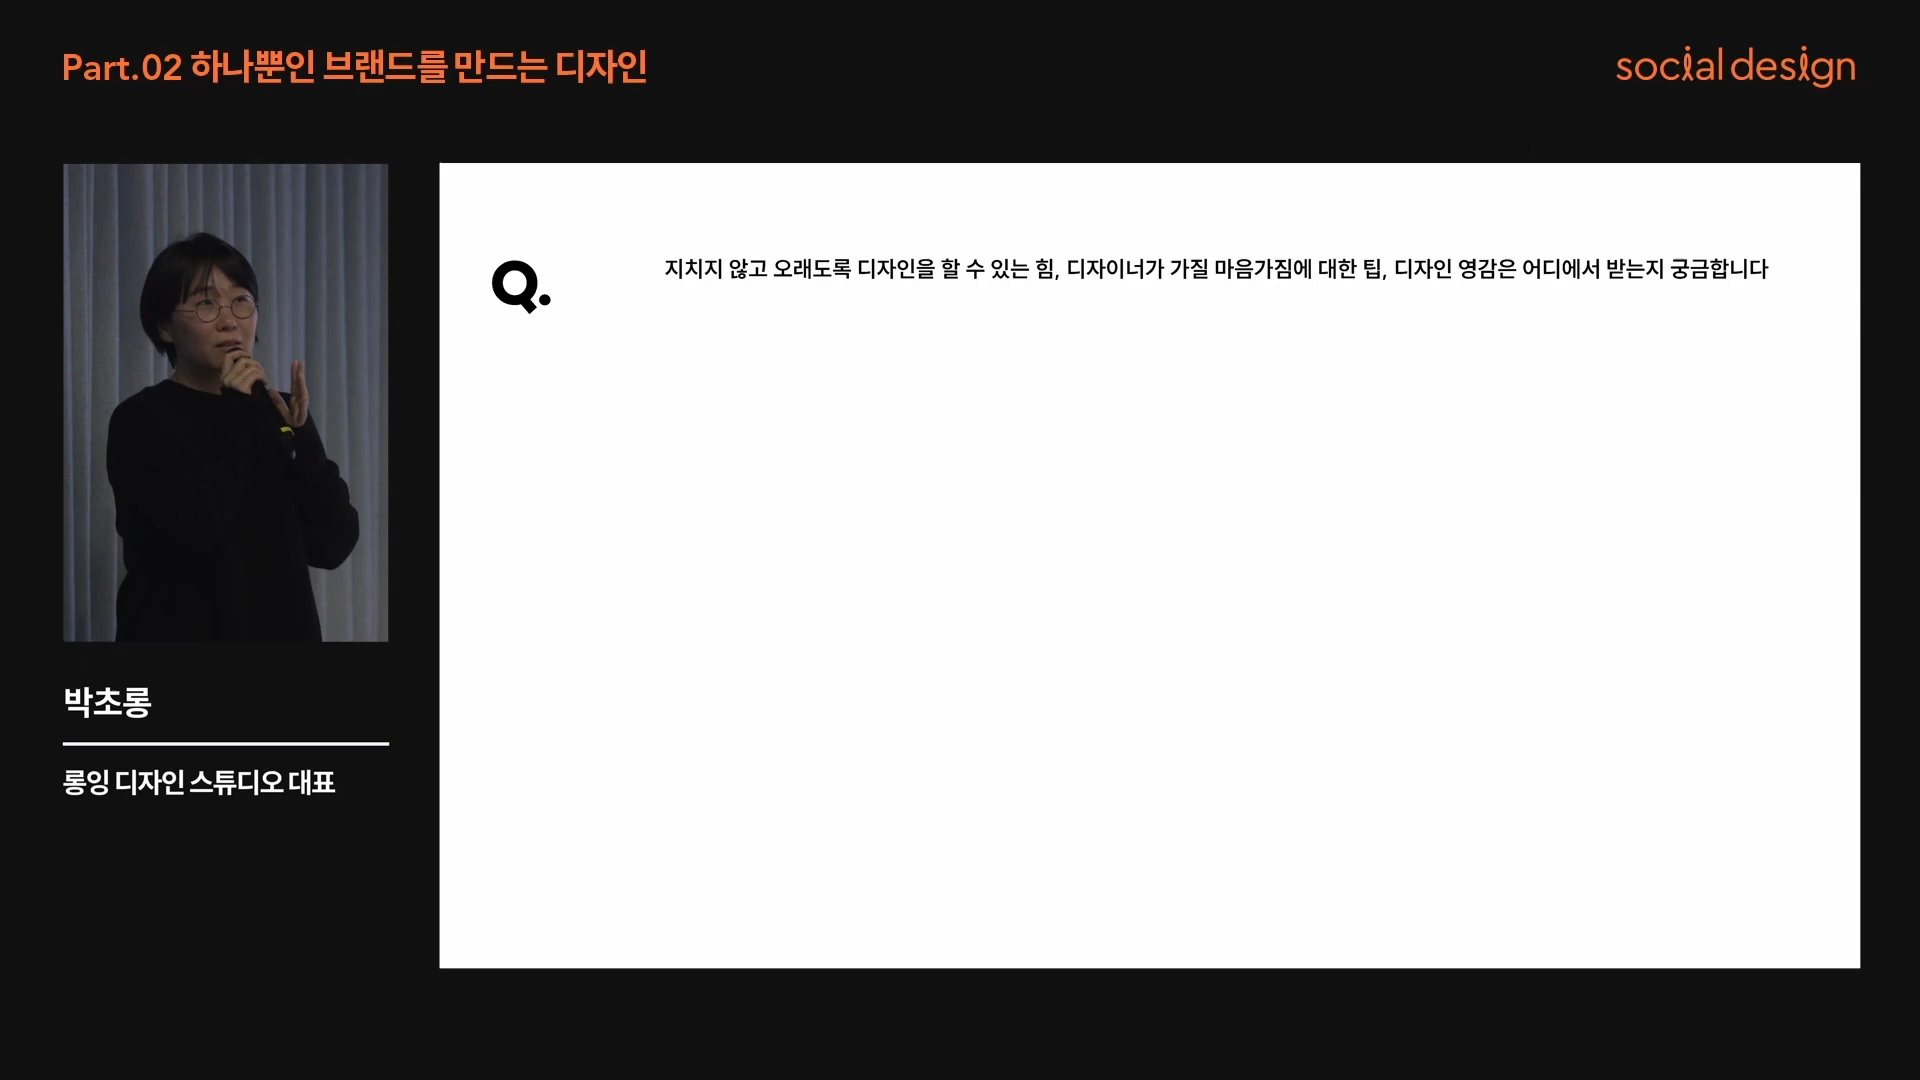 Part.02 하나뿐인 브랜드를 만드는 디자인
social design
Q.
지치지 않고 오래도록 디자인을 할 수 있는 힘, 디자이너가 가질 마음가짐에 대한 팁, 디자인 영감은 어디에서 받는지 궁금합니다
박초롱
롱잉 디자인 스튜디오 대표